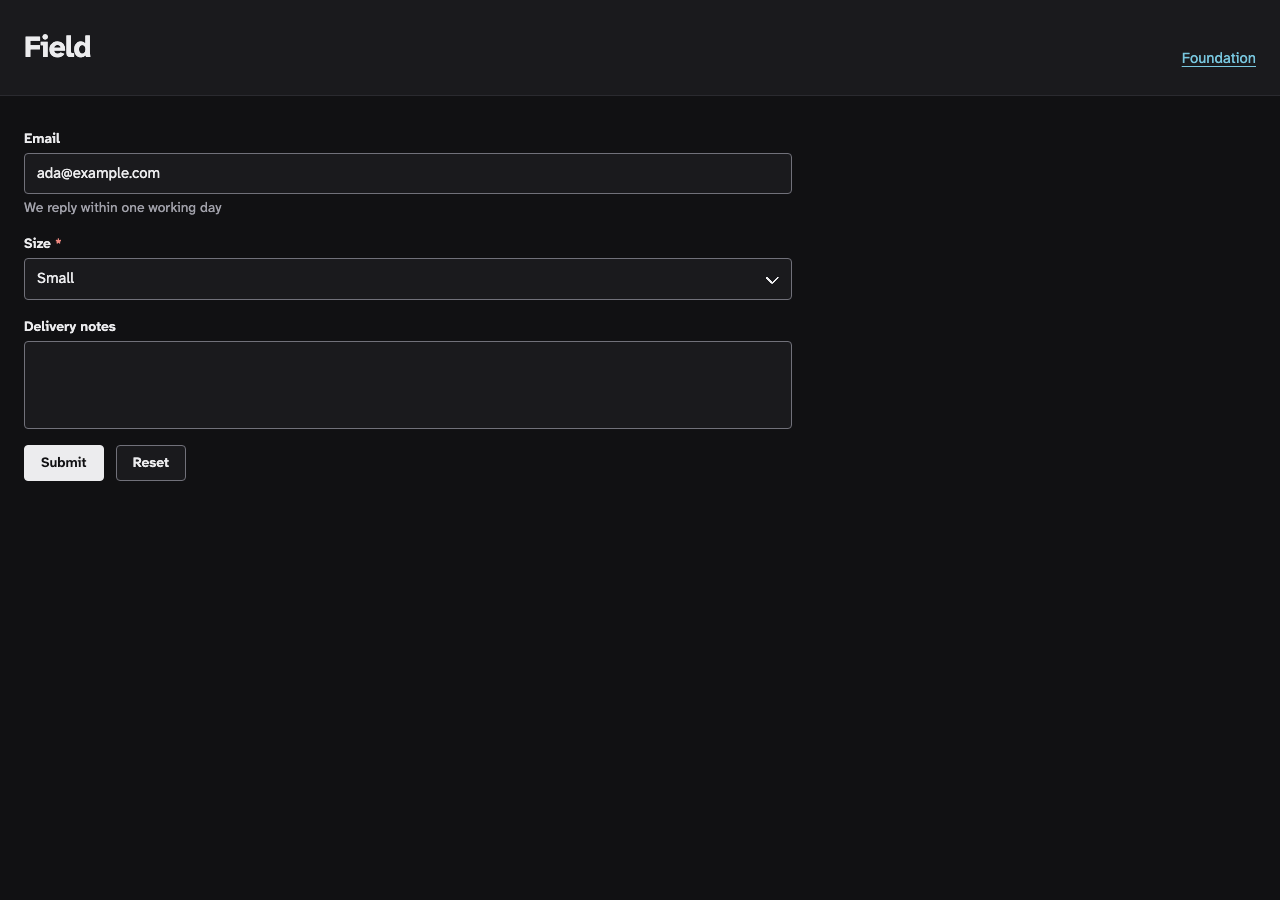 Field
Foundation
Email
ada@example.com
We reply within one working day
Size *
Small
Delivery notes
Submit
Reset